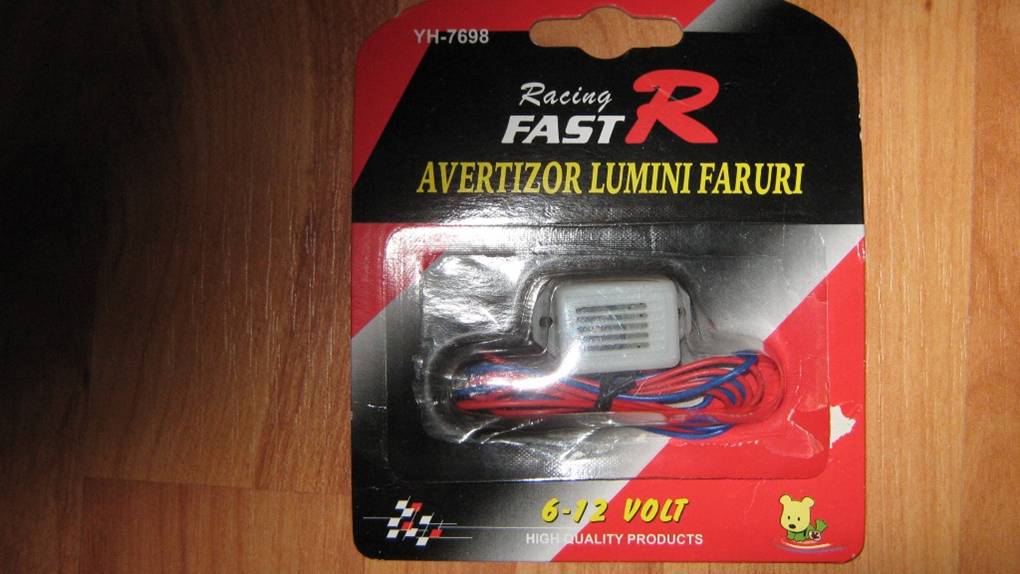 YH-7698
Racing
FAST R
AVERTIZOR LUMINI FARURI
6-12 VOLT
HIGH QUALITY PRODUCTS